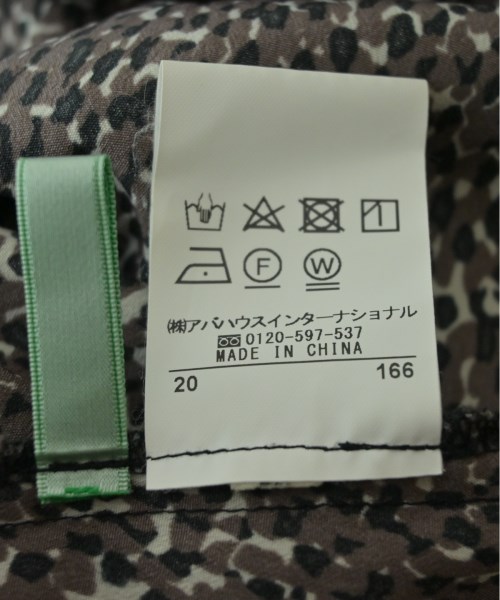 F W
㈱アバハウスインターナショナル
0120-597-537
MADE IN CHINA
20 166